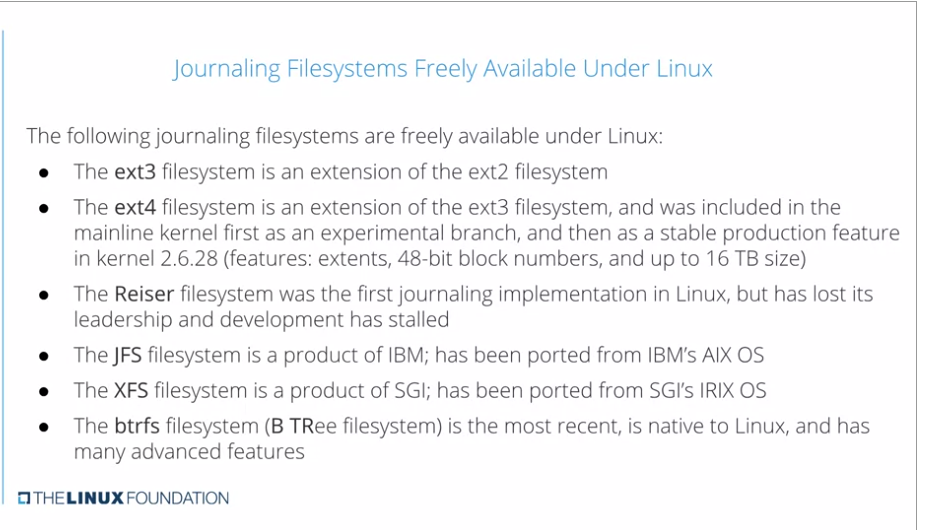 Journaling Filesystems Freely Available Under Linux
The following journaling filesystems are freely available under Linux:
● The ext3 filesystem is an extension of the ext2 filesystem
● The ext4 filesystem is an extension of the ext3 filesystem, and was included in the
mainline kernel first as an experimental branch, and then as a stable production feature
in kernel 2.6.28 (features: extents, 48-bit block numbers, and up to 16 TB size)
● The Reiser filesystem was the first journaling implementation in Linux, but has lost its
leadership and development has stalled
● The JFS filesystem is a product of IBM; has been ported from IBM's AIX OS
● The XFS filesystem is a product of SGI; has been ported from SGI's IRIX OS
● The btrfs filesystem (B TRee filesystem) is the most recent, is native to Linux, and has
many advanced features
THE LINUX FOUNDATION